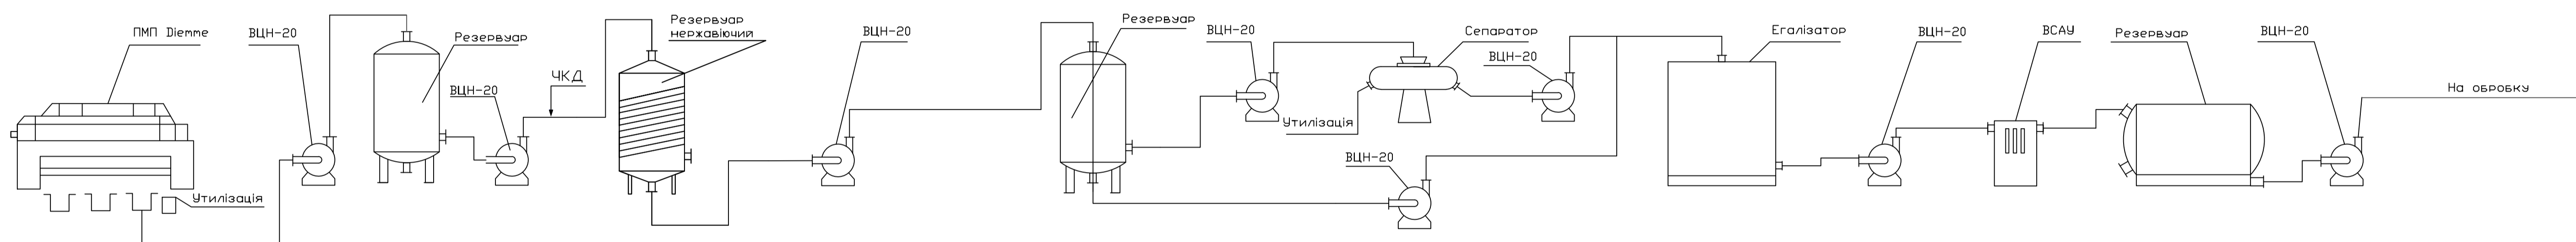 ПМП Diemme
Утилізація
ВЦН-20
Резервуар
ВЦН-20
ЧКД
Резервуар
нержавіючий
ВЦН-20
Резервуар
ВЦН-20
Утилізація
Сепаратор
ВЦН-20
ВЦН-20
Егалізатор
ВЦН-20
ВСАУ
Резервуар
ВЦН-20
На обробку